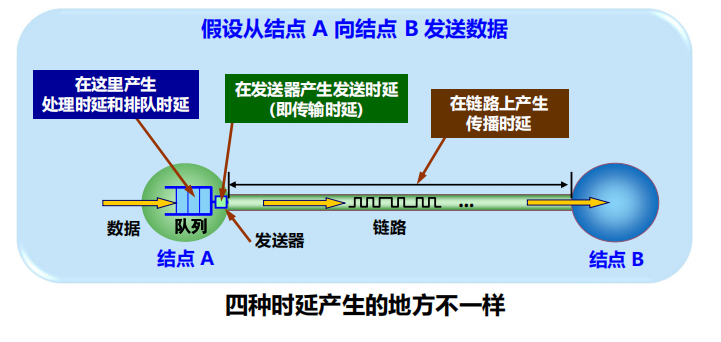 假设从结点 A 向结点 B 发送数据
在这里产生
处理时延和排队时延
在发送器产生发送时延
(即传输时延)
在链路上产生
传播时延
数据
队列
发送器
链路
...
结点 A
结点 B
四种时延产生的地方不一样